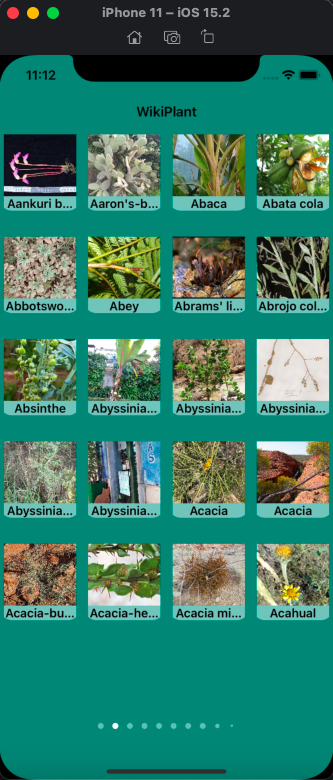 iPhone 11 – iOS 15.2
11:12
WikiPlant
Aankuri b...
Aaron's-b...
Abaca
Abata cola
Abbotswo...
Abey
Abrams' li...
Abrojo col...
Absinthe
Abyssinia...
Abyssinia...
Abyssinia...
Abyssinia...
Abyssinia...
Acacia
Acacia
Acacia-bu...
Acacia-he...
Acacia mi...
Acahual